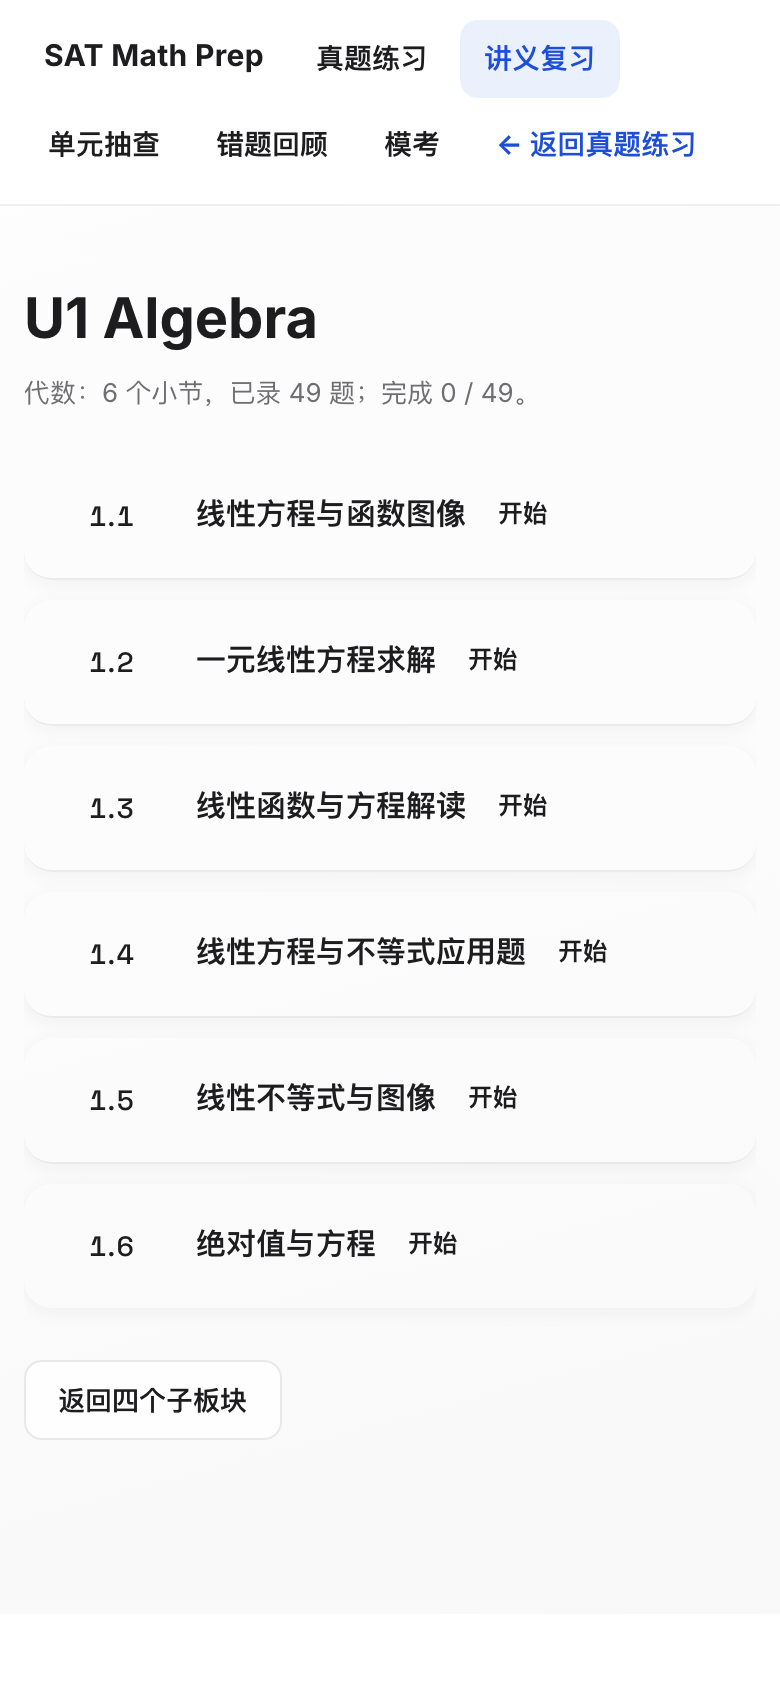 SAT Math Prep 真题练习 讲义复习
单元抽查 错题回顾 模考 ← 返回真题练习
U1 Algebra
代数：6 个小节，已录 49 题；完成 0 / 49。
1.1 线性方程与函数图像 开始
1.2 一元线性方程求解 开始
1.3 线性函数与方程解读 开始
1.4 线性方程与不等式应用题 开始
1.5 线性不等式与图像 开始
1.6 绝对值与方程 开始
返回四个子板块